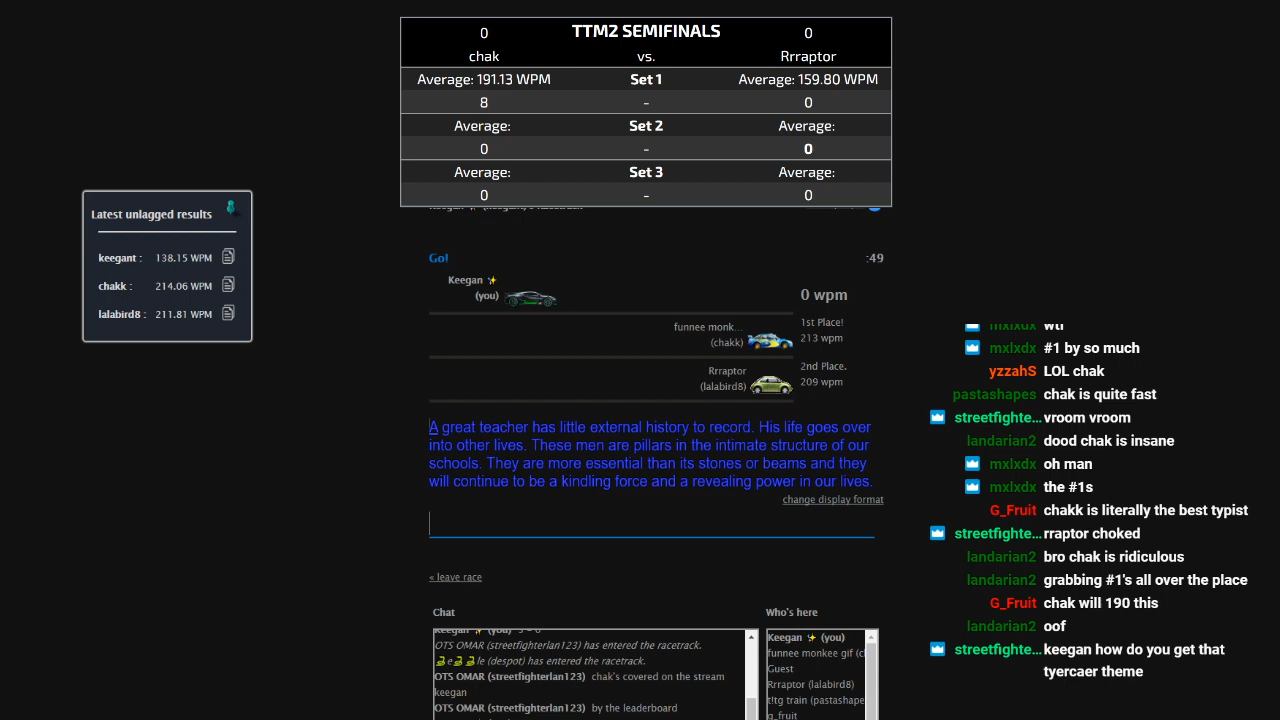 0 TTM2 SEMIFINALS 0
chak vs. Rrraptor
Average: 191.13 WPM Set 1 Average: 159.80 WPM
8 - 0
Average: Set 2 Average:
0 - 0
Average: Set 3 Average:
0 - 0
Latest unlagged results
keegant : 138.15 WPM
chakk : 214.06 WPM
lalabird8 : 211.81 WPM
Go! :49
Keegan ✨
(you) 0 wpm
funnee monk... 1st Place!
(chakk) 213 wpm
Rrraptor 2nd Place.
(lalabird8) 209 wpm
A great teacher has little external history to record. His life goes over
into other lives. These men are pillars in the intimate structure of our
schools. They are more essential than its stones or beams and they
will continue to be a kindling force and a revealing power in our lives.
change display format
« leave race
Chat
OTS OMAR (streetfighterlan123) has entered the racetrack.
🐍e🐍🐍le (despot) has entered the racetrack.
OTS OMAR (streetfighterlan123) chak's covered on the stream
keegan
OTS OMAR (streetfighterlan123) by the leaderboard
Who's here
Keegan ✨ (you)
funnee monkee gif (cl
Guest
Rrraptor (lalabird8)
t!tg train (pastashape
g_fruit
mxlxdx wtf
mxlxdx #1 by so much
yzzahS LOL chak
pastashapes chak is quite fast
streetfighte... vroom vroom
landarian2 dood chak is insane
mxlxdx oh man
mxlxdx the #1s
G_Fruit chakk is literally the best typist
streetfighte... rraptor choked
landarian2 bro chak is ridiculous
landarian2 grabbing #1's all over the place
G_Fruit chak will 190 this
landarian2 oof
streetfighte... keegan how do you get that
tyercaer theme